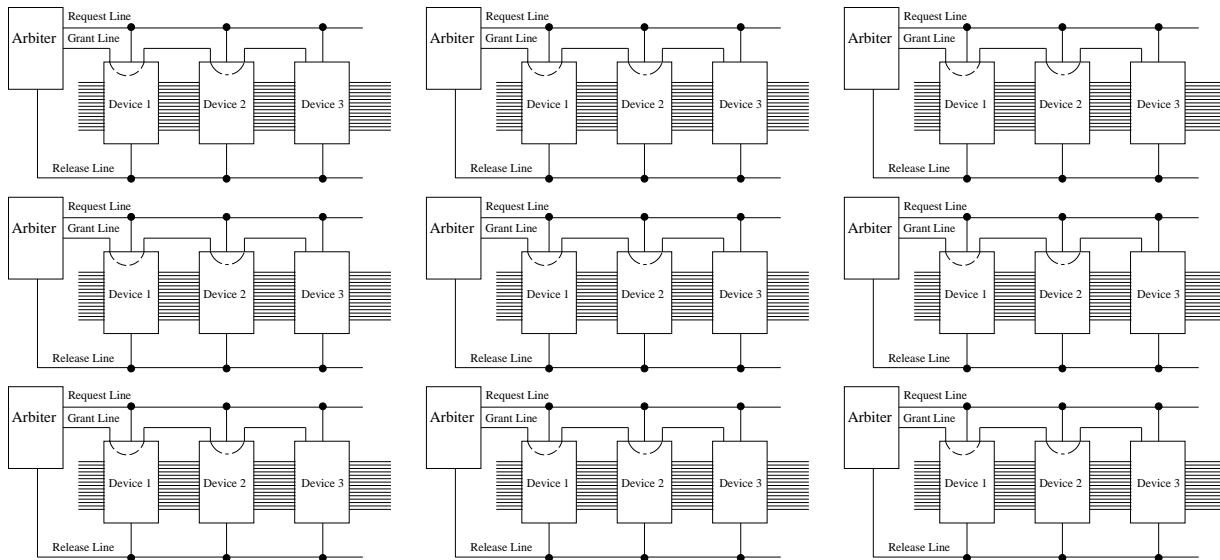 Request Line Request Line Request Line
Arbiter Grant Line Arbiter Grant Line Arbiter Grant Line
Device 1 Device 2 Device 3 Device 1 Device 2 Device 3 Device 1 Device 2 Device 3
Release Line Release Line Release Line
Request Line Request Line Request Line
Arbiter Grant Line Arbiter Grant Line Arbiter Grant Line
Device 1 Device 2 Device 3 Device 1 Device 2 Device 3 Device 1 Device 2 Device 3
Release Line Release Line Release Line
Request Line Request Line Request Line
Arbiter Grant Line Arbiter Grant Line Arbiter Grant Line
Device 1 Device 2 Device 3 Device 1 Device 2 Device 3 Device 1 Device 2 Device 3
Release Line Release Line Release Line